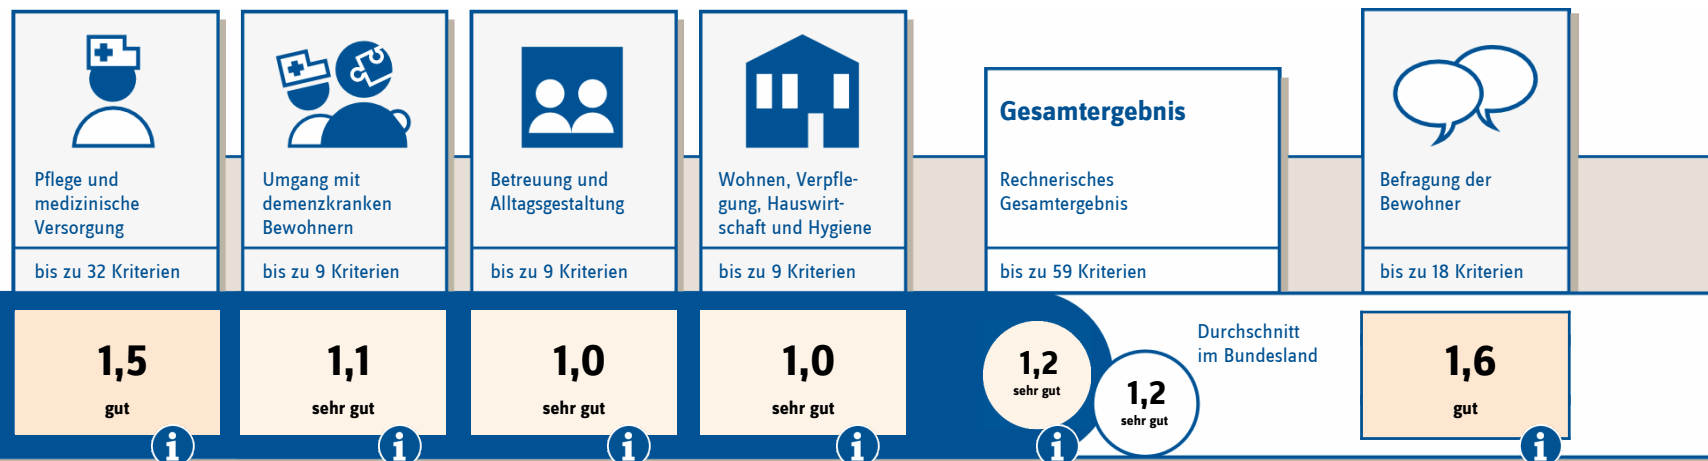 Pflege und
medizinische
Versorgung
bis zu 32 Kriterien
1,5
gut
i
Umgang mit
demenzkranken
Bewohnern
bis zu 9 Kriterien
1,1
sehr gut
i
Betreuung und
Alltagsgestaltung
bis zu 9 Kriterien
1,0
sehr gut
i
Wohnen, Verpfle-
gung, Hauswirt-
schaft und Hygiene
bis zu 9 Kriterien
1,0
sehr gut
i
Gesamtergebnis
Rechnerisches
Gesamtergebnis
bis zu 59 Kriterien
1,2
sehr gut
i
1,2
sehr gut
Durchschnitt
im Bundesland
Befragung der
Bewohner
bis zu 18 Kriterien
1,6
gut
i